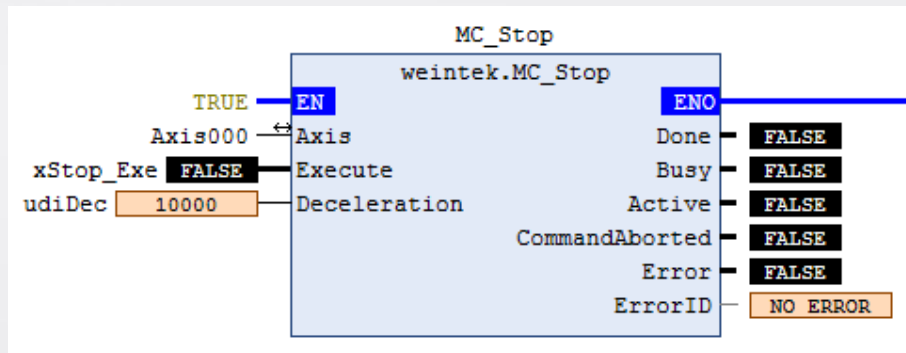 MC_Stop
weintek.MC_Stop
TRUE EN ENO
Axis000 Axis Done FALSE
xStop_Exe FALSE Execute Busy FALSE
udiDec 10000 Deceleration Active FALSE
CommandAborted FALSE
Error FALSE
ErrorID NO ERROR